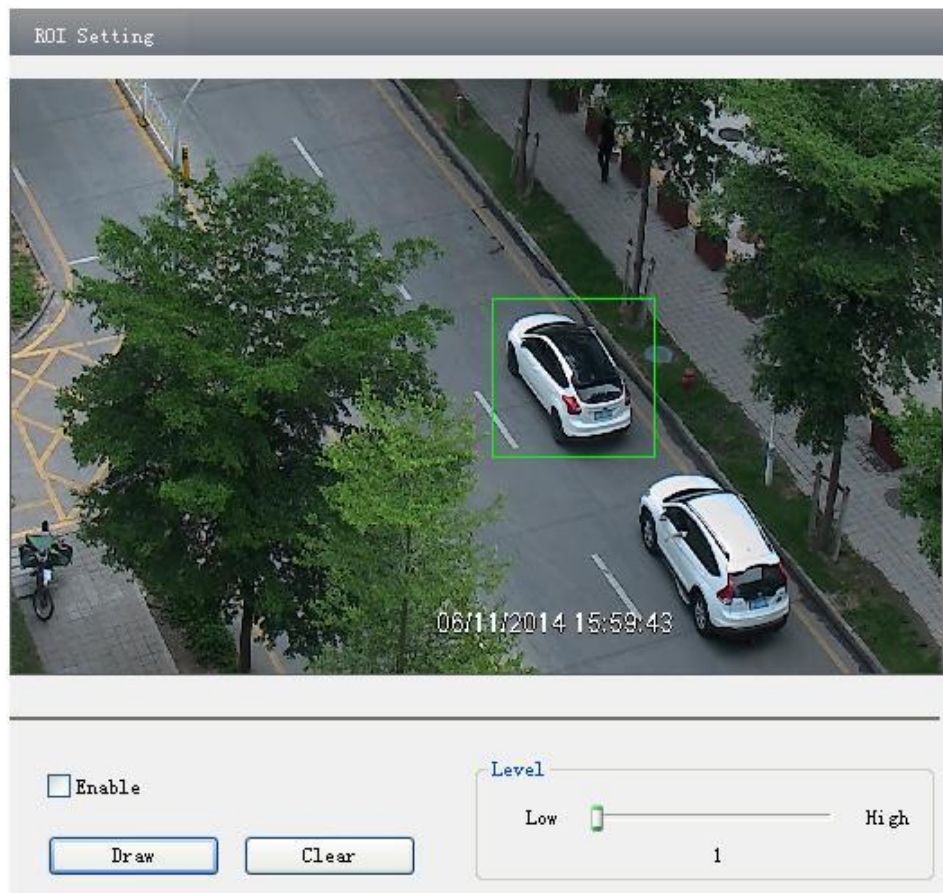 ROI Setting
06/11/2014 15:59:43
Enable
Level
Low
High
1
Draw
Clear